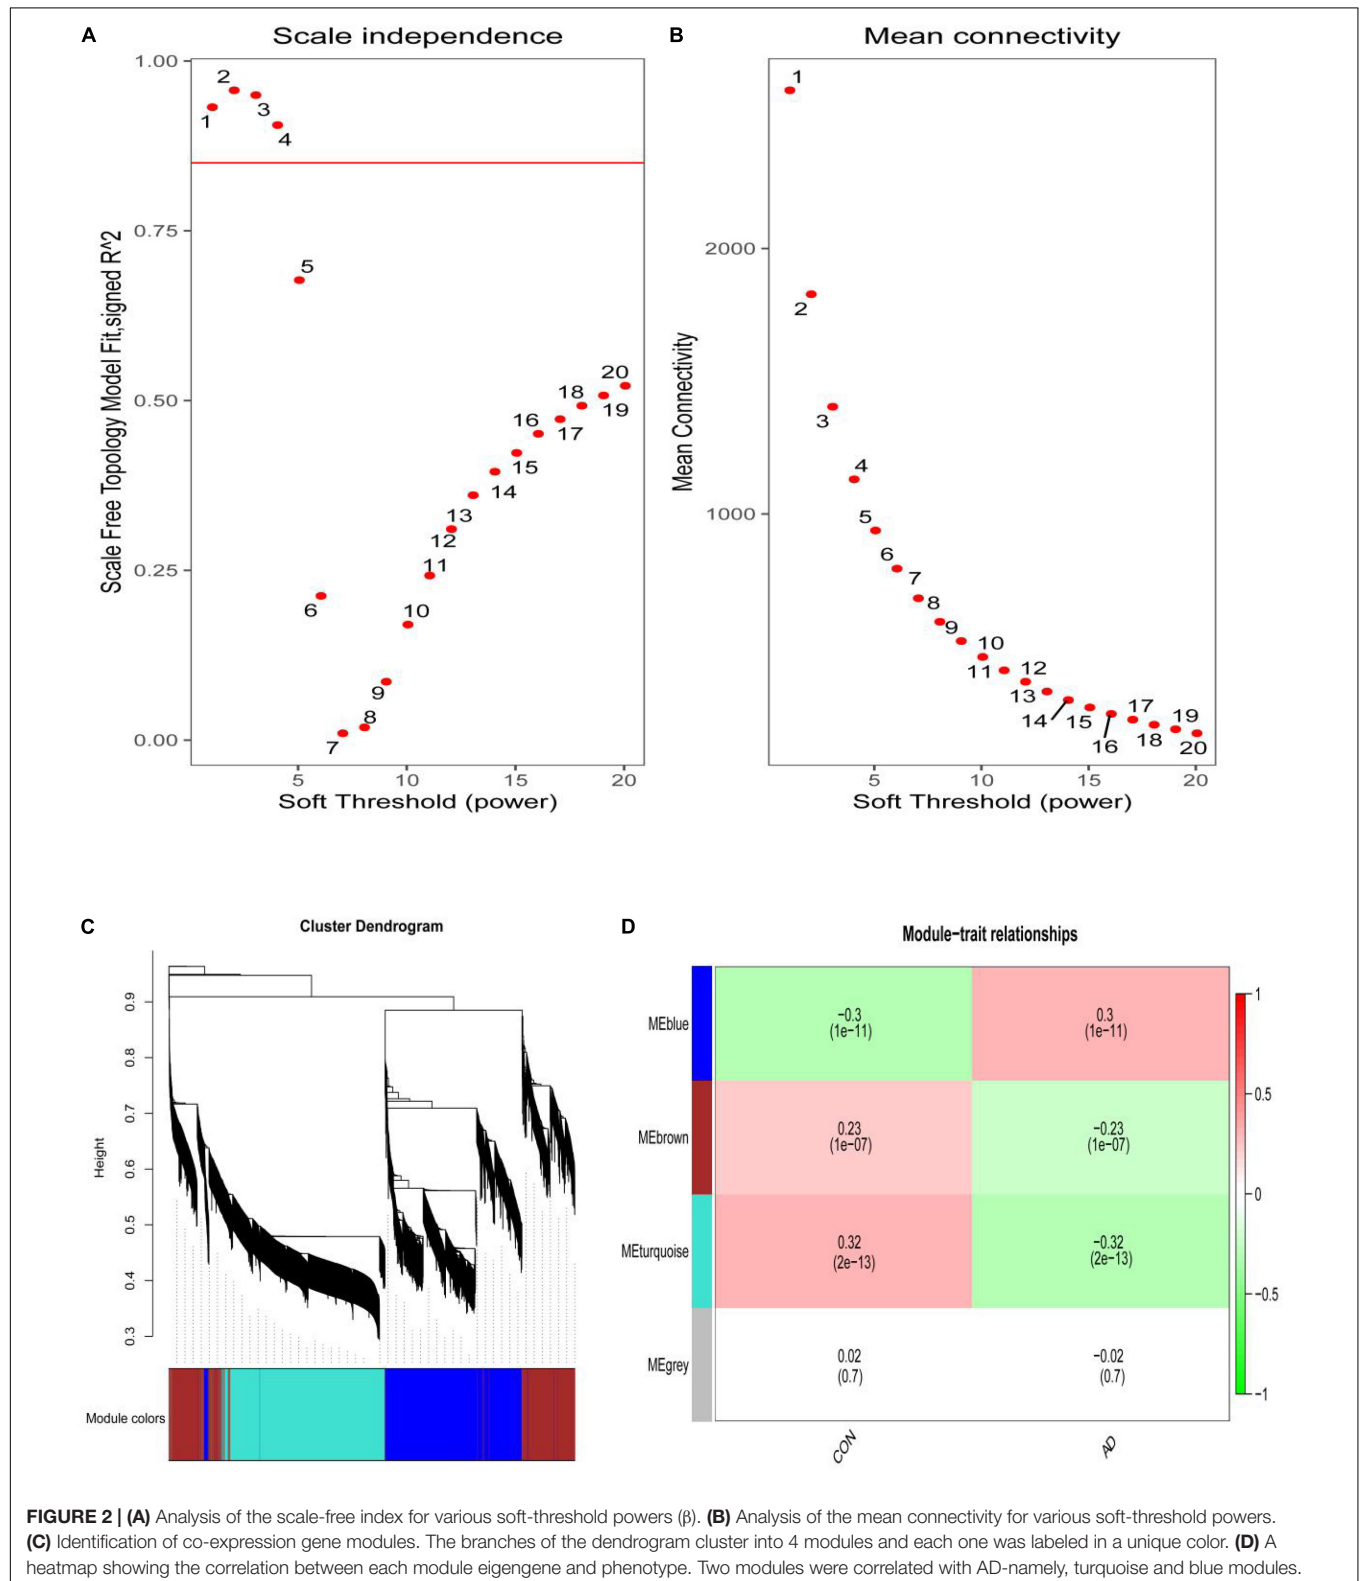 A
Scale independence
1.00
0.75
0.50
0.25
0.00
Scale Free Topology Model Fit,signed R^2
1
2
3
4
5
6
7
8
9
10
11
12
13
14
15
16
17
18
19
20
5 10 15 20
Soft Threshold (power)
B
Mean connectivity
2000
1000
Mean Connectivity
1
2
3
4
5
6
7
8
9
10
11
12
13
14
15
16
17
18
19
20
5 10 15 20
Soft Threshold (power)
C
Cluster Dendrogram
Height
0.9
0.8
0.7
0.6
0.5
0.4
0.3
Module colors
D
Module−trait relationships
MEblue
−0.3
(1e−11)
0.3
(1e−11)
MEbrown
0.23
(1e−07)
−0.23
(1e−07)
MEturquoise
0.32
(2e−13)
−0.32
(2e−13)
MEgrey
0.02
(0.7)
−0.02
(0.7)
CON
AD
1
0.5
0
−0.5
−1
FIGURE 2 | (A) Analysis of the scale-free index for various soft-threshold powers (β). (B) Analysis of the mean connectivity for various soft-threshold powers.
(C) Identification of co-expression gene modules. The branches of the dendrogram cluster into 4 modules and each one was labeled in a unique color. (D) A
heatmap showing the correlation between each module eigengene and phenotype. Two modules were correlated with AD-namely, turquoise and blue modules.